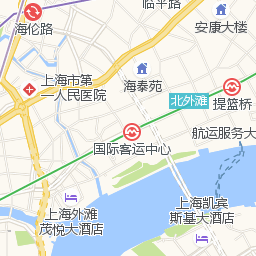 临平路
安康大楼
海伦路
上海市第
一人民医院
海泰苑
北外滩
提篮桥
航运服务大
国际客运中心
上海外滩
茂悦大酒店
上海凯宾
斯基大酒店